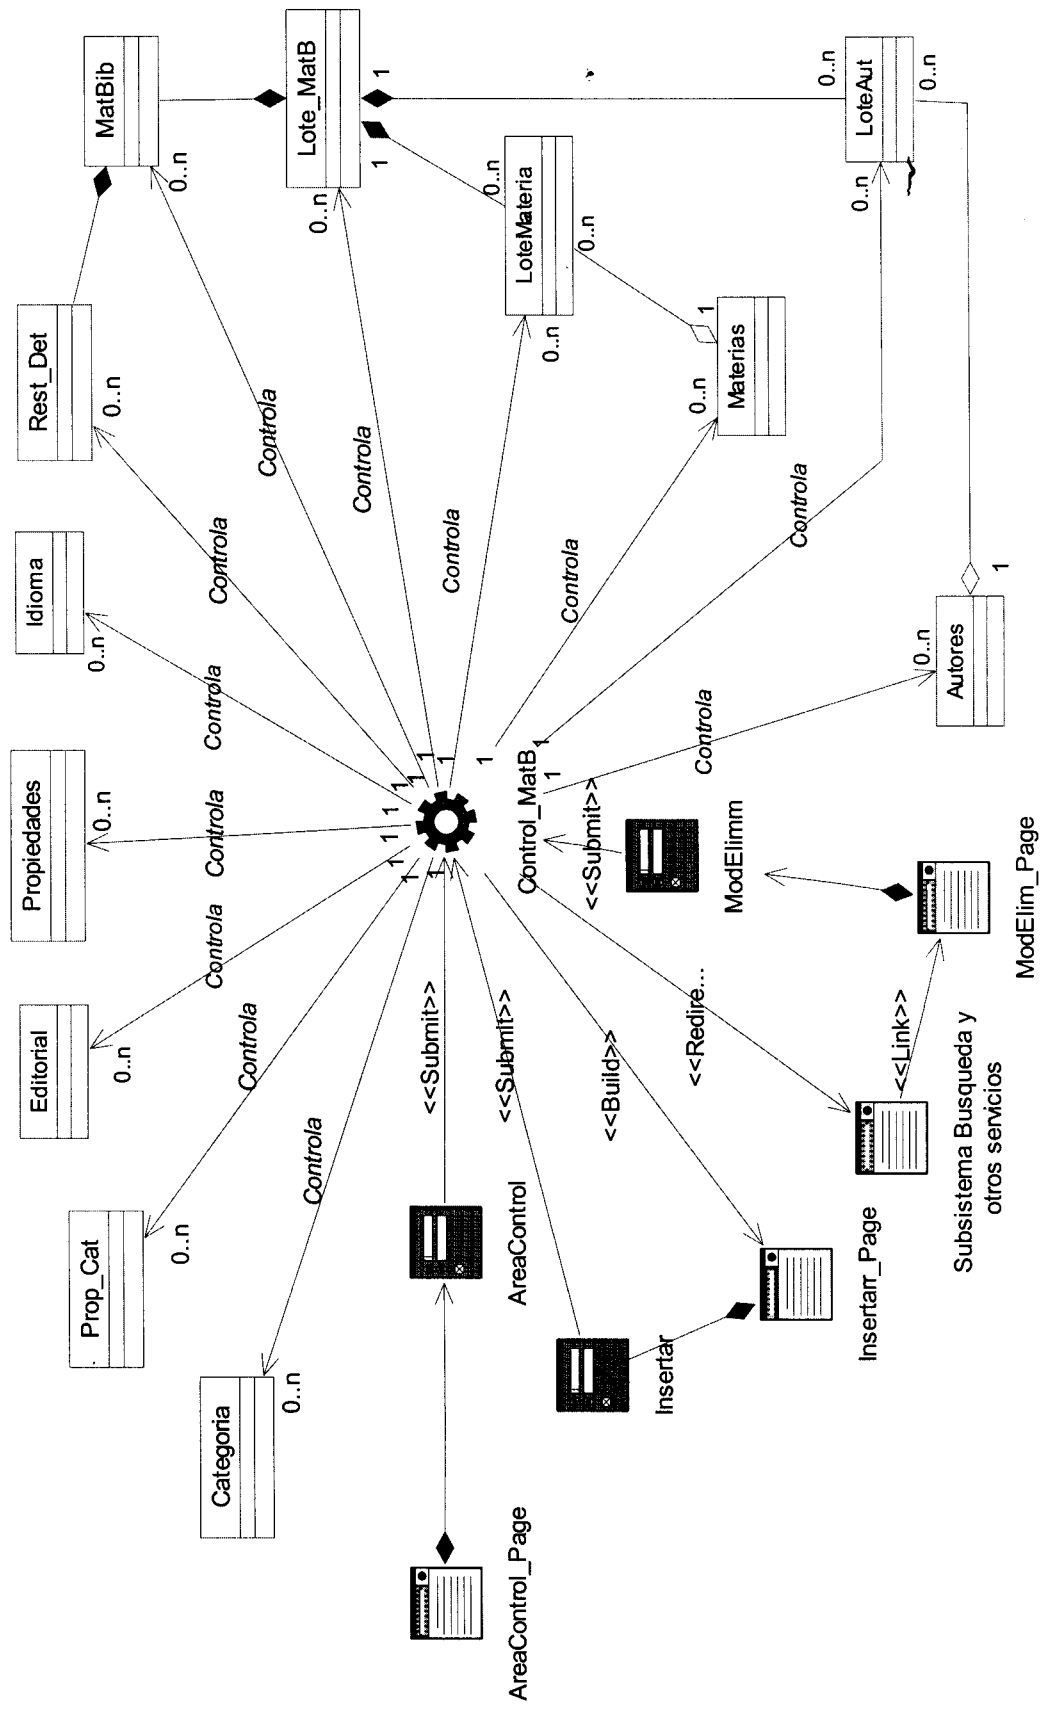 Categoria
0..n
Prop_Cat
0..n
Editorial
0..n
Propiedades
0..n
Idioma
0..n
Rest_Det
0..n
MatBib
0..n
Lote_MatB
0..n
1
1
LoteMateria
0..n
0..n
0..n
Materias
0..n
1
LoteAut
0..n
0..n
0..n
Autores
0..n
1
Controla
Controla
Controla
Controla
Controla
Controla
Controla
Controla
Controla
Controla
Controla
Controla
1
1
1
1
1
1
1
1
1
1
1
1
Control_MatB
<<Submit>>
<<Submit>>
<<Submit>>
<<Build>>
<<Redire...
<<Link>>
AreaControl_Page
AreaControl
Insertar
Insertarr_Page
Subsistema Busqueda y
otros servicios
ModElimm
ModElim_Page